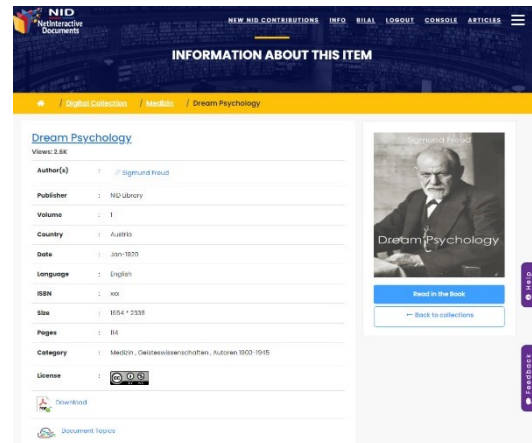 NID
NetInteractive
Documents
NEW NID CONTRIBUTIONS INFO BILAL LOGOUT CONSOLE ARTICLES
INFORMATION ABOUT THIS ITEM
/ Digital Collection / Medizin / Dream Psychology
Dream Psychology
Views: 2.6K
Author(s) : Sigmund Freud
Publisher : NID Library
Volume : 1
Country : Austria
Date : Jan-1920
Language : English
ISBN : xxx
Size : 1654 * 2338
Pages : 114
Category : Medizin , Geisteswissenschaften , Autoren 1900-1945
License :
Download
Document Topics
Sigmund Freud
Dream Psychology
Read in the Book
← Back to collections
Help
Feedback